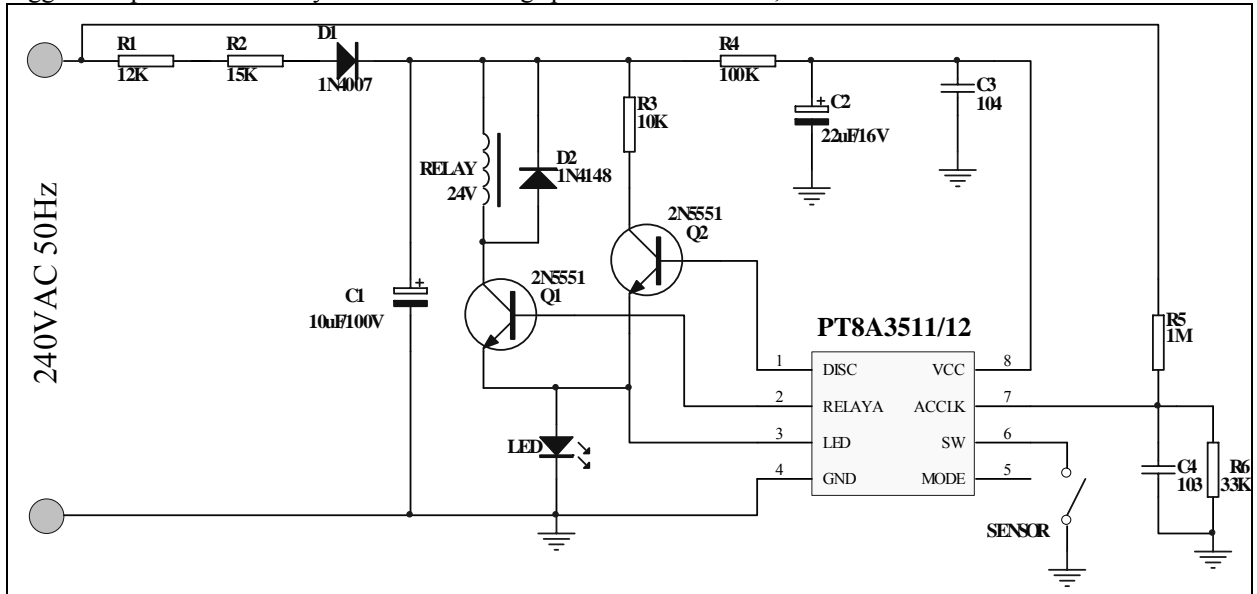 R1
12K
R2
15K
D1
1N4007
R4
100K
C3
104
C2
22uF/16V
R3
10K
RELAY
24V
D2
1N4148
2N5551
Q2
240VAC 50Hz
2N5551
Q1
C1
10uF/100V
PT8A3511/12
R5
1M
1 DISC VCC 8
2 RELAYA ACCLK 7
3 LED SW 6
4 GND MODE 5
LED
C4
103
R6
33K
SENSOR